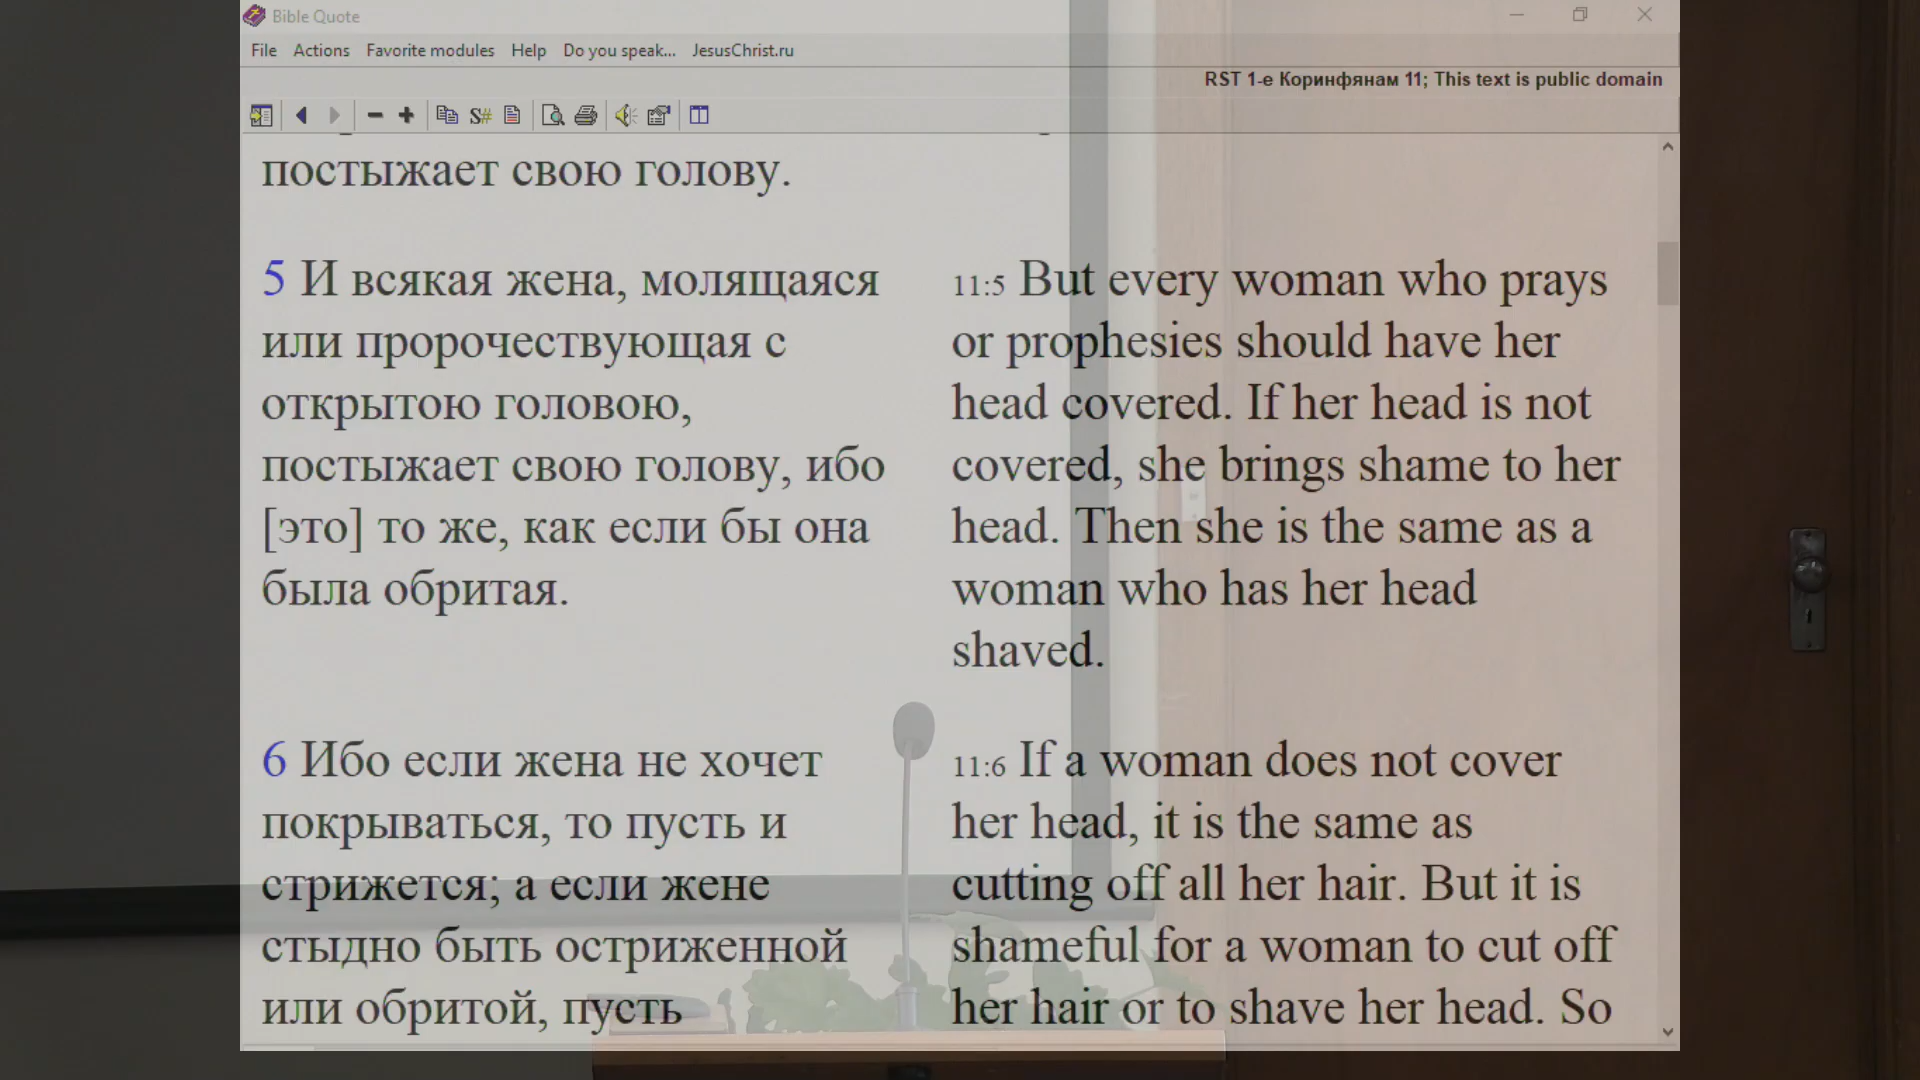 Bible Quote
File Actions Favorite modules Help Do you speak... JesusChrist.ru
RST 1-е Коринфянам 11; This text is public domain
S#
постыжает свою голову.
5 И всякая жена, молящаяся
или пророчествующая с
открытою головою,
постыжает свою голову, ибо
[это] то же, как если бы она
была обритая.
6 Ибо если жена не хочет
покрываться, то пусть и
стрижется; а если жене
стыдно быть остриженной
или обритой, пусть
11:5 But every woman who prays
or prophesies should have her
head covered. If her head is not
covered, she brings shame to her
head. Then she is the same as a
woman who has her head
shaved.
11:6 If a woman does not cover
her head, it is the same as
cutting off all her hair. But it is
shameful for a woman to cut off
her hair or to shave her head. So